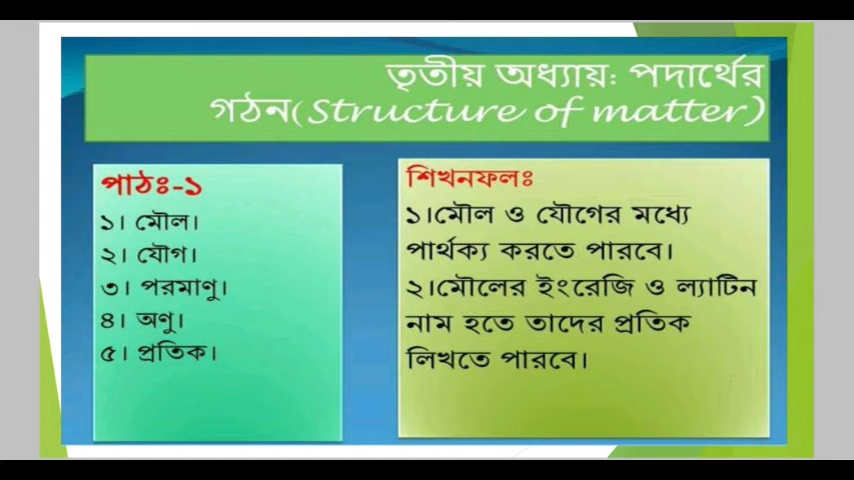 তৃতীয় অধ্যায়ঃ পদার্থের
গঠন(Structure of matter)
পাঠঃ-১
১। মৌল।
২। যৌগ।
৩। পরমাণু।
৪। অণু।
৫। প্রতিক।
শিখনফলঃ
১।মৌল ও যৌগের মধ্যে
পার্থক্য করতে পারবে।
২।মৌলের ইংরেজি ও ল্যাটিন
নাম হতে তাদের প্রতিক
লিখতে পারবে।